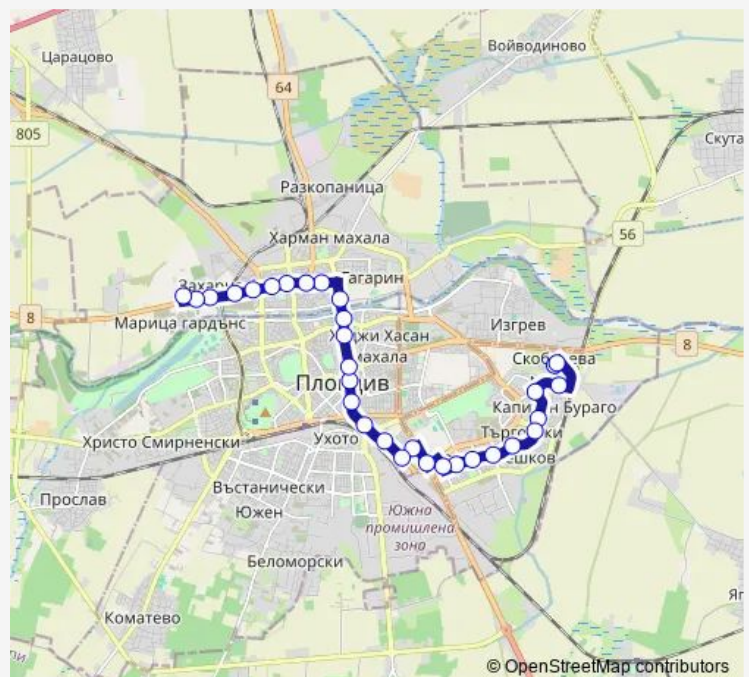 Войводиново
Царацово
64
805
Скута
Разкопаница
56
Харман махала
Гагарин
8
Марица гардънс
Изгрев
8
махала
Пловдив
Капитан Бураго
Христо Смирненски
Ухото
Въстанически
Прослав
Южен
Южна
промишлена
зона
Беломорски
Коматево
© OpenStreetMap contributors